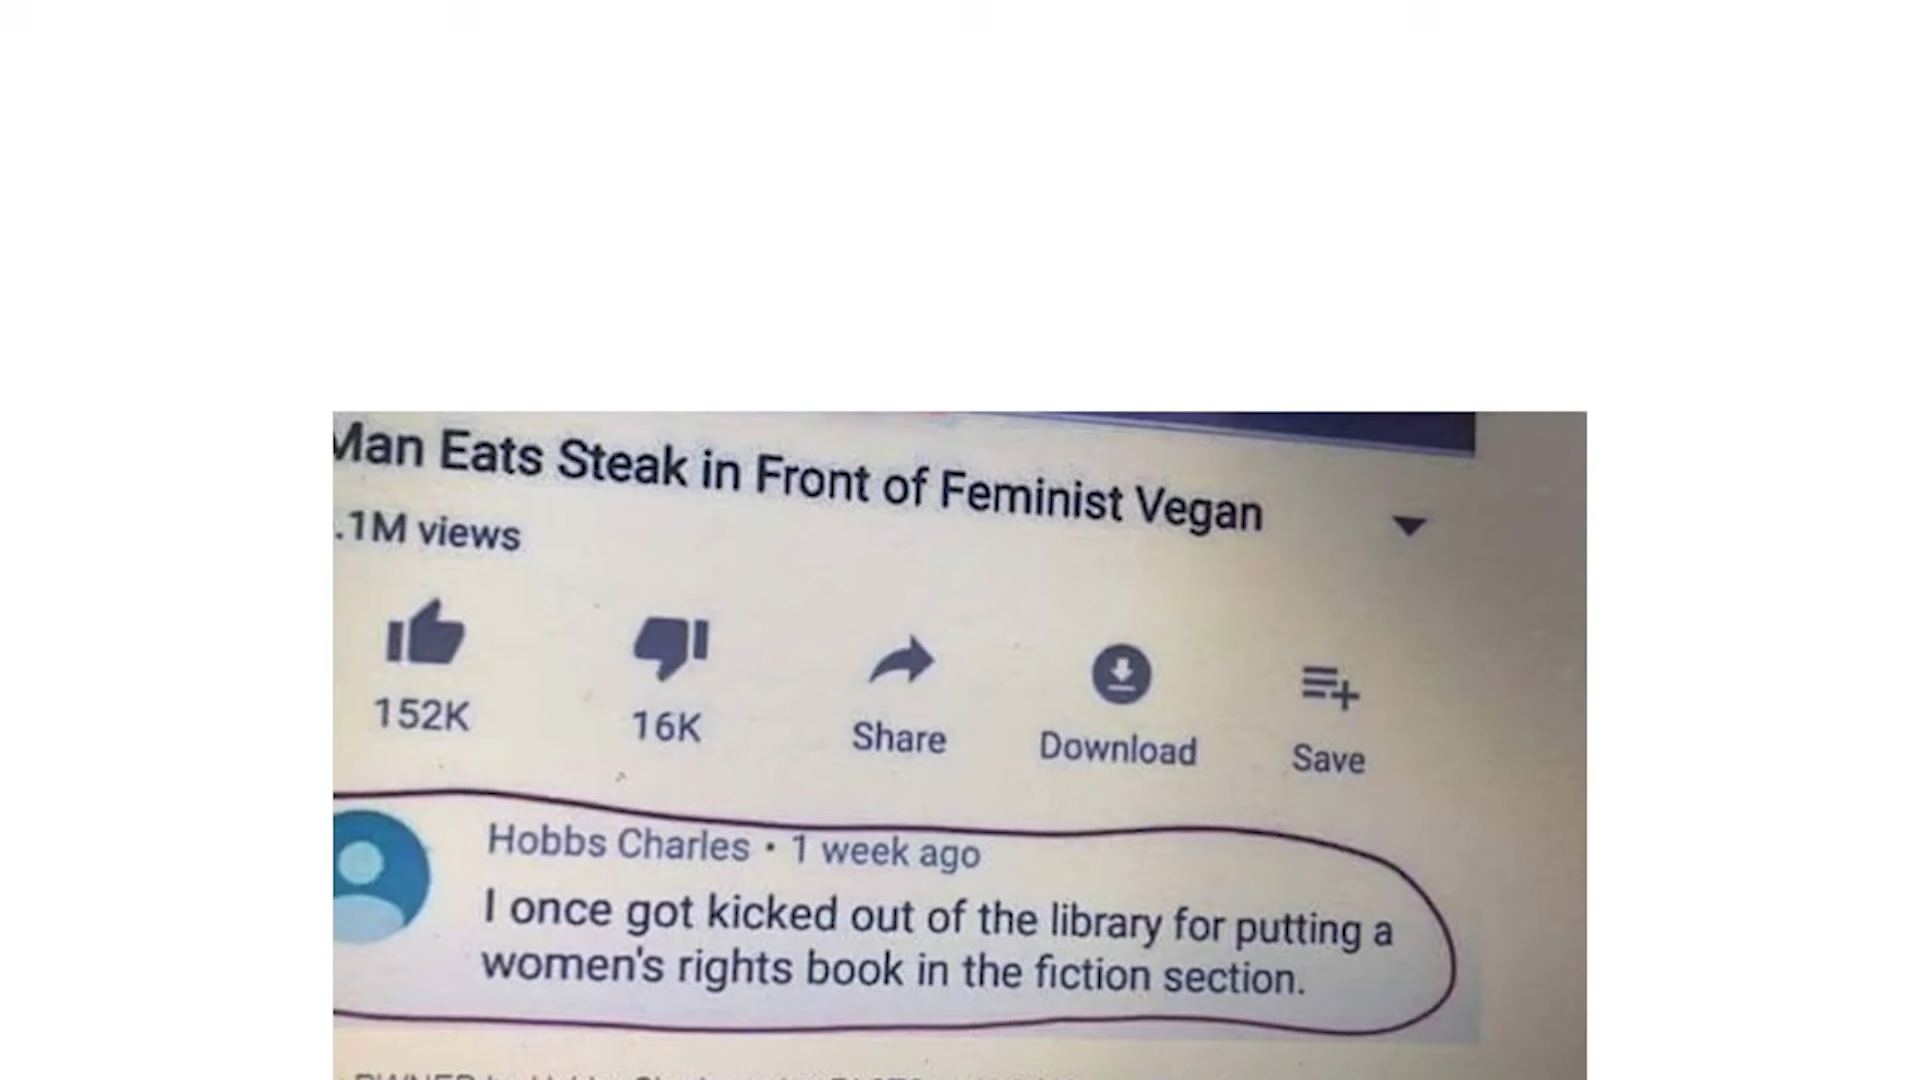 Man Eats Steak in Front of Feminist Vegan
.1M views
152K
16K
Share
Download
Save
Hobbs Charles • 1 week ago
I once got kicked out of the library for putting a
women's rights book in the fiction section.